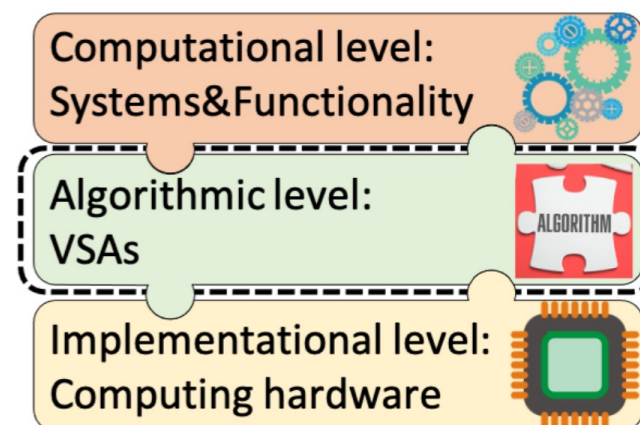 Computational level:
Systems&Functionality
Algorithmic level:
VSAs
ALGORITHM
Implementational level:
Computing hardware